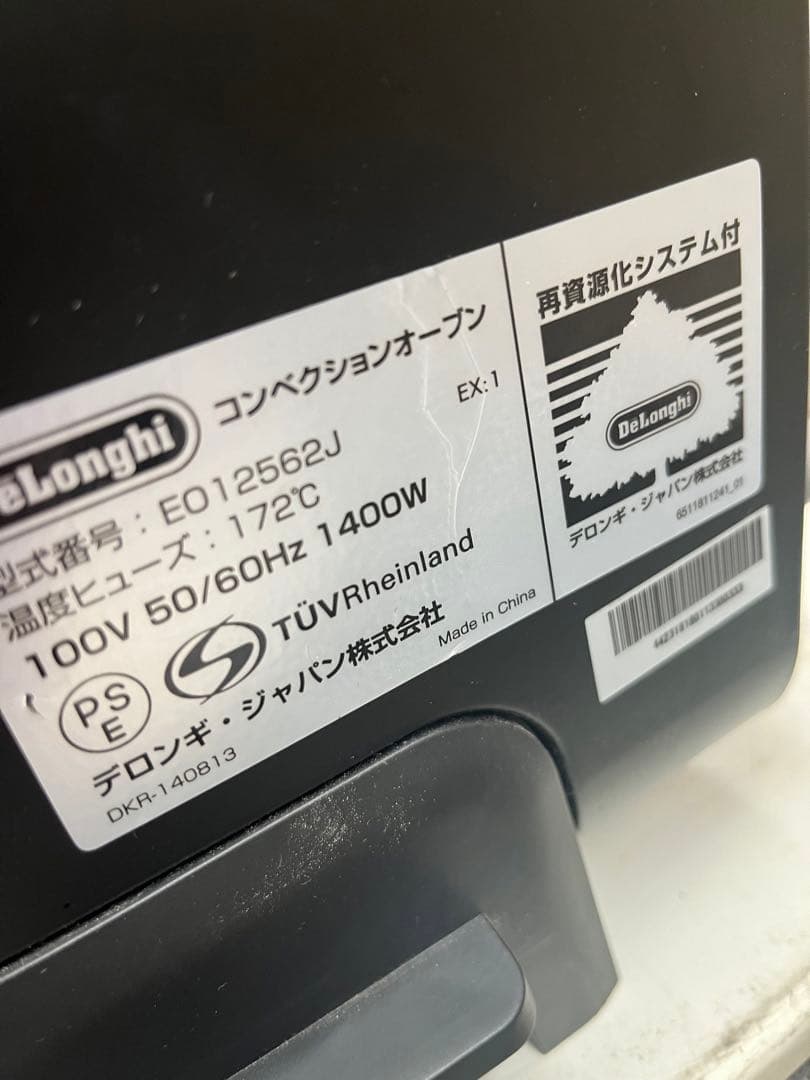 DeLonghi コンベクションオーブン
EX:1
型式番号：EO12562J
温度ヒューズ：172℃
100V 50/60Hz 1400W
PS
E
TÜVRheinland
デロンギ・ジャパン株式会社
Made in China
DKR-140813
再資源化システム付
DeLonghi
デロンギ・ジャパン株式会社
6511811241_01